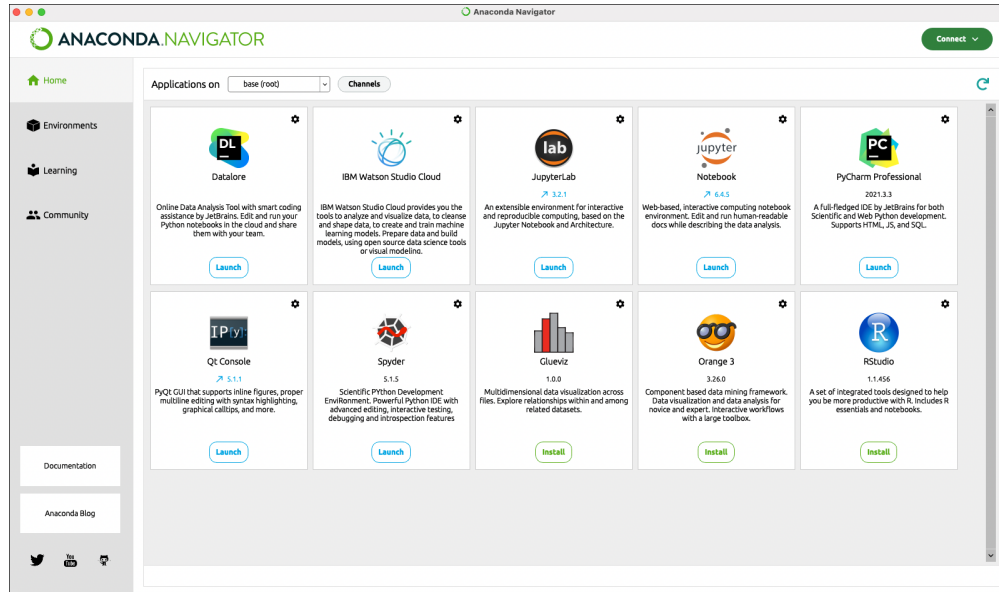 Anaconda Navigator
ANACONDA.NAVIGATOR
Connect
Home
Environments
Learning
Community
Documentation
Anaconda Blog
You
Tube
Applications on
base (root)
Channels
DL
Datalore
Online Data Analysis Tool with smart coding
assistance by JetBrains. Edit and run your
Python notebooks in the cloud and share
them with your team.
Launch
IBM Watson Studio Cloud
IBM Watson Studio Cloud provides you the
tools to analyze and visualize data, to cleanse
and shape data, to create and train machine
learning models. Prepare data and build
models, using open source data science tools
or visual modeling.
Launch
lab
JupyterLab
3.2.1
An extensible environment for interactive
and reproducible computing, based on the
Jupyter Notebook and Architecture.
Launch
jupyter
Notebook
6.4.5
Web-based, interactive computing notebook
environment. Edit and run human-readable
docs while describing the data analysis.
Launch
PC
PyCharm Professional
2021.3.3
A full-fledged IDE by JetBrains for both
Scientific and Web Python development.
Supports HTML, JS, and SQL.
Launch
IP[y]:
Qt Console
5.1.1
PyQt GUI that supports inline figures, proper
multiline editing with syntax highlighting,
graphical calltips, and more.
Launch
Spyder
5.1.5
Scientific PYthon Development
EnviRonment. Powerful Python IDE with
advanced editing, interactive testing,
debugging and introspection features
Launch
Glueviz
1.0.0
Multidimensional data visualization across
files. Explore relationships within and among
related datasets.
Install
Orange 3
3.26.0
Component based data mining framework.
Data visualization and data analysis for
novice and expert. Interactive workflows
with a large toolbox.
Install
R
RStudio
1.1.456
A set of integrated tools designed to help
you be more productive with R. Includes R
essentials and notebooks.
Install